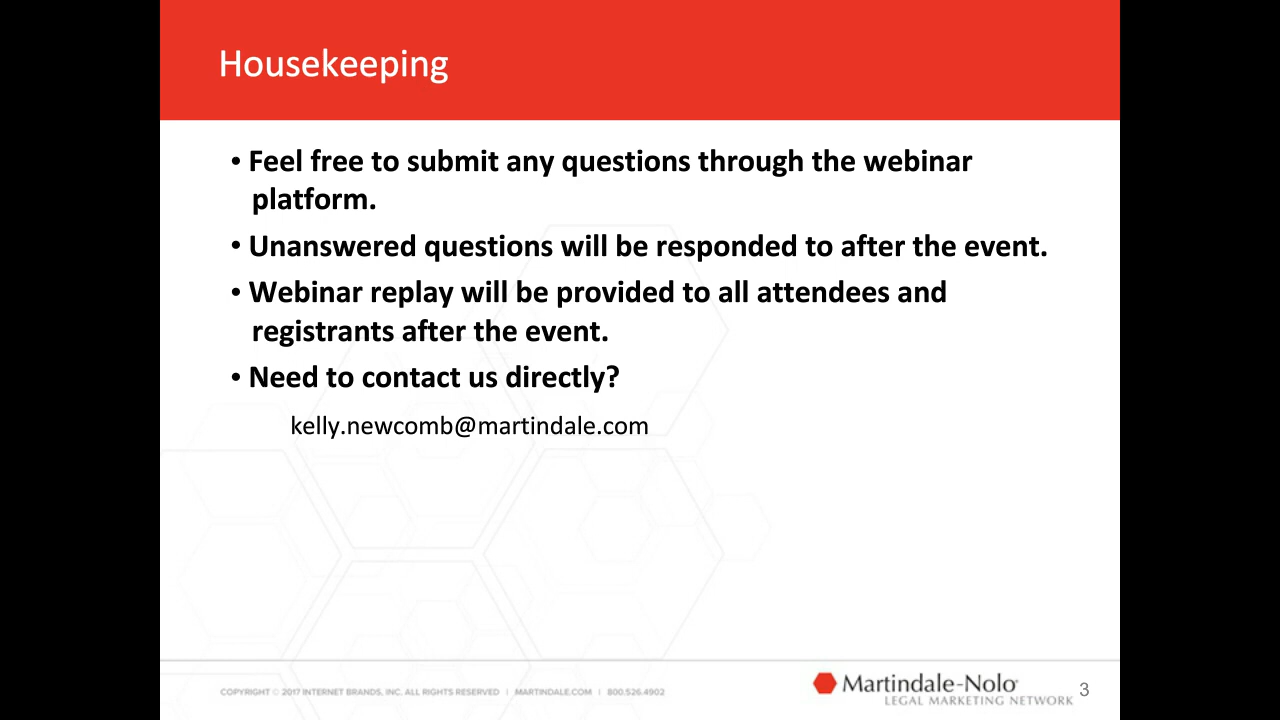 Housekeeping
• Feel free to submit any questions through the webinar
platform.
• Unanswered questions will be responded to after the event.
• Webinar replay will be provided to all attendees and
registrants after the event.
• Need to contact us directly?
kelly.newcomb@martindale.com
COPYRIGHT © 2017 INTERNET BRANDS, INC. ALL RIGHTS RESERVED | MARTINDALE.COM | 800.526.4902
Martindale-Nolo
LEGAL MARKETING NETWORK
3